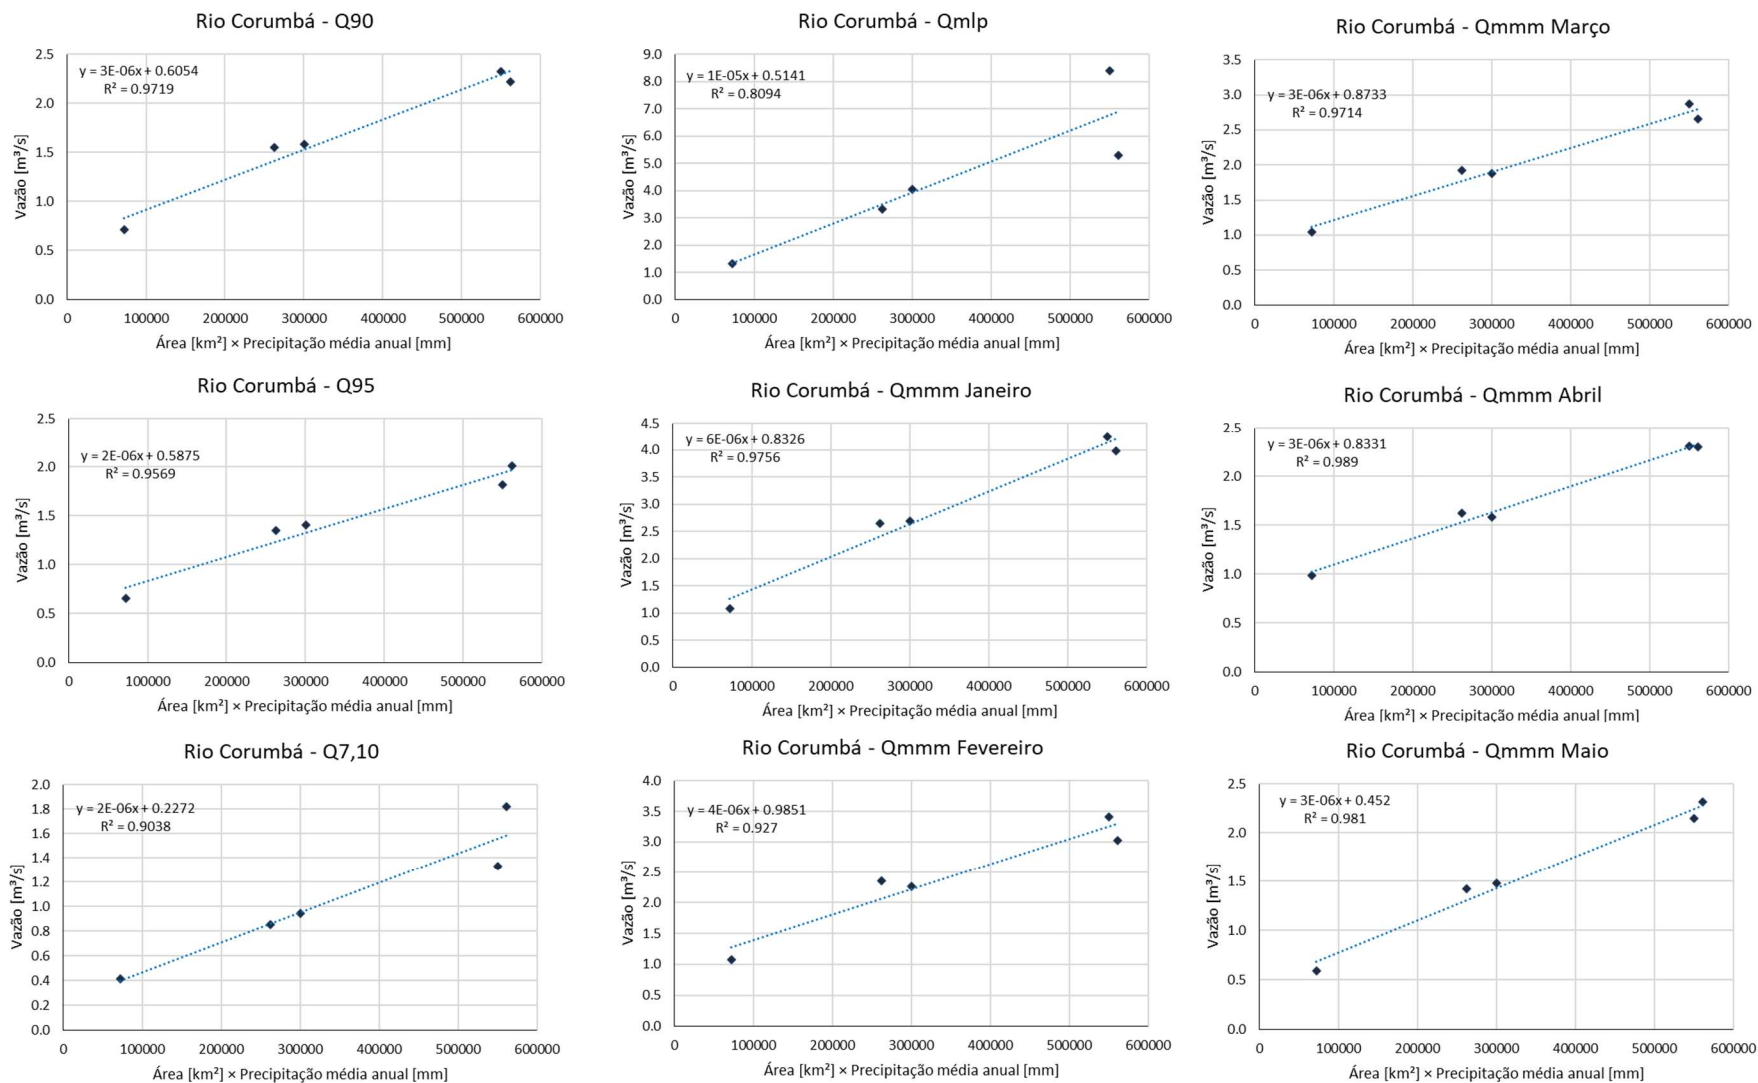 Rio Corumbá - Q90
y = 3E-06x + 0.6054
R² = 0.9719
Vazão [m³/s]
2.5
2.0
1.5
1.0
0.5
0.0
0 100000 200000 300000 400000 500000 600000
Área [km²] × Precipitação média anual [mm]
Rio Corumbá - Qmlp
y = 1E-05x + 0.5141
R² = 0.8094
Vazão [m³/s]
9.0
8.0
7.0
6.0
5.0
4.0
3.0
2.0
1.0
0.0
0 100000 200000 300000 400000 500000 600000
Área [km²] × Precipitação média anual [mm]
Rio Corumbá - Qmmm Março
y = 3E-06x + 0.8733
R² = 0.9714
Vazão [m³/s]
3.5
3.0
2.5
2.0
1.5
1.0
0.5
0.0
0 100000 200000 300000 400000 500000 600000
Área [km²] × Precipitação média anual [mm]
Rio Corumbá - Q95
y = 2E-06x + 0.5875
R² = 0.9569
Vazão [m³/s]
2.5
2.0
1.5
1.0
0.5
0.0
0 100000 200000 300000 400000 500000 600000
Área [km²] × Precipitação média anual [mm]
Rio Corumbá - Qmmm Janeiro
y = 6E-06x + 0.8326
R² = 0.9756
Vazão [m³/s]
4.5
4.0
3.5
3.0
2.5
2.0
1.5
1.0
0.5
0.0
0 100000 200000 300000 400000 500000 600000
Área [km²] × Precipitação média anual [mm]
Rio Corumbá - Qmmm Abril
y = 3E-06x + 0.8331
R² = 0.989
Vazão [m³/s]
2.5
2.0
1.5
1.0
0.5
0.0
0 100000 200000 300000 400000 500000 600000
Área [km²] × Precipitação média anual [mm]
Rio Corumbá - Q7,10
y = 2E-06x + 0.2272
R² = 0.9038
Vazão [m³/s]
2.0
1.8
1.6
1.4
1.2
1.0
0.8
0.6
0.4
0.2
0.0
0 100000 200000 300000 400000 500000 600000
Área [km²] × Precipitação média anual [mm]
Rio Corumbá - Qmmm Fevereiro
y = 4E-06x + 0.9851
R² = 0.927
Vazão [m³/s]
4.0
3.5
3.0
2.5
2.0
1.5
1.0
0.5
0.0
0 100000 200000 300000 400000 500000 600000
Área [km²] × Precipitação média anual [mm]
Rio Corumbá - Qmmm Maio
y = 3E-06x + 0.452
R² = 0.981
Vazão [m³/s]
2.5
2.0
1.5
1.0
0.5
0.0
0 100000 200000 300000 400000 500000 600000
Área [km²] × Precipitação média anual [mm]